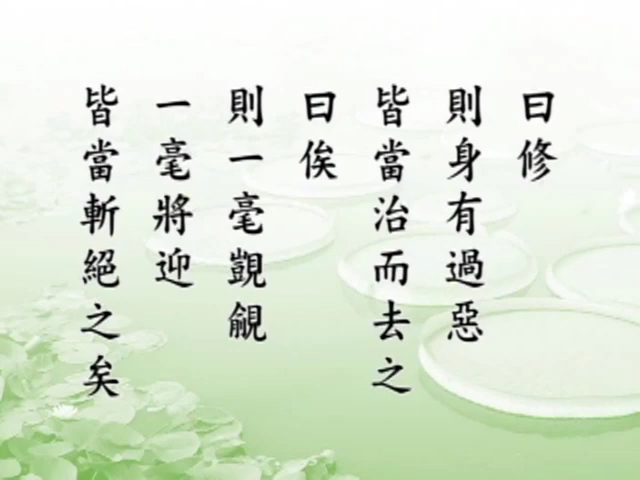 曰修
則身有過惡
皆當治而去之
曰俟
則一毫覬覦
一毫將迎
皆當斬絕之矣